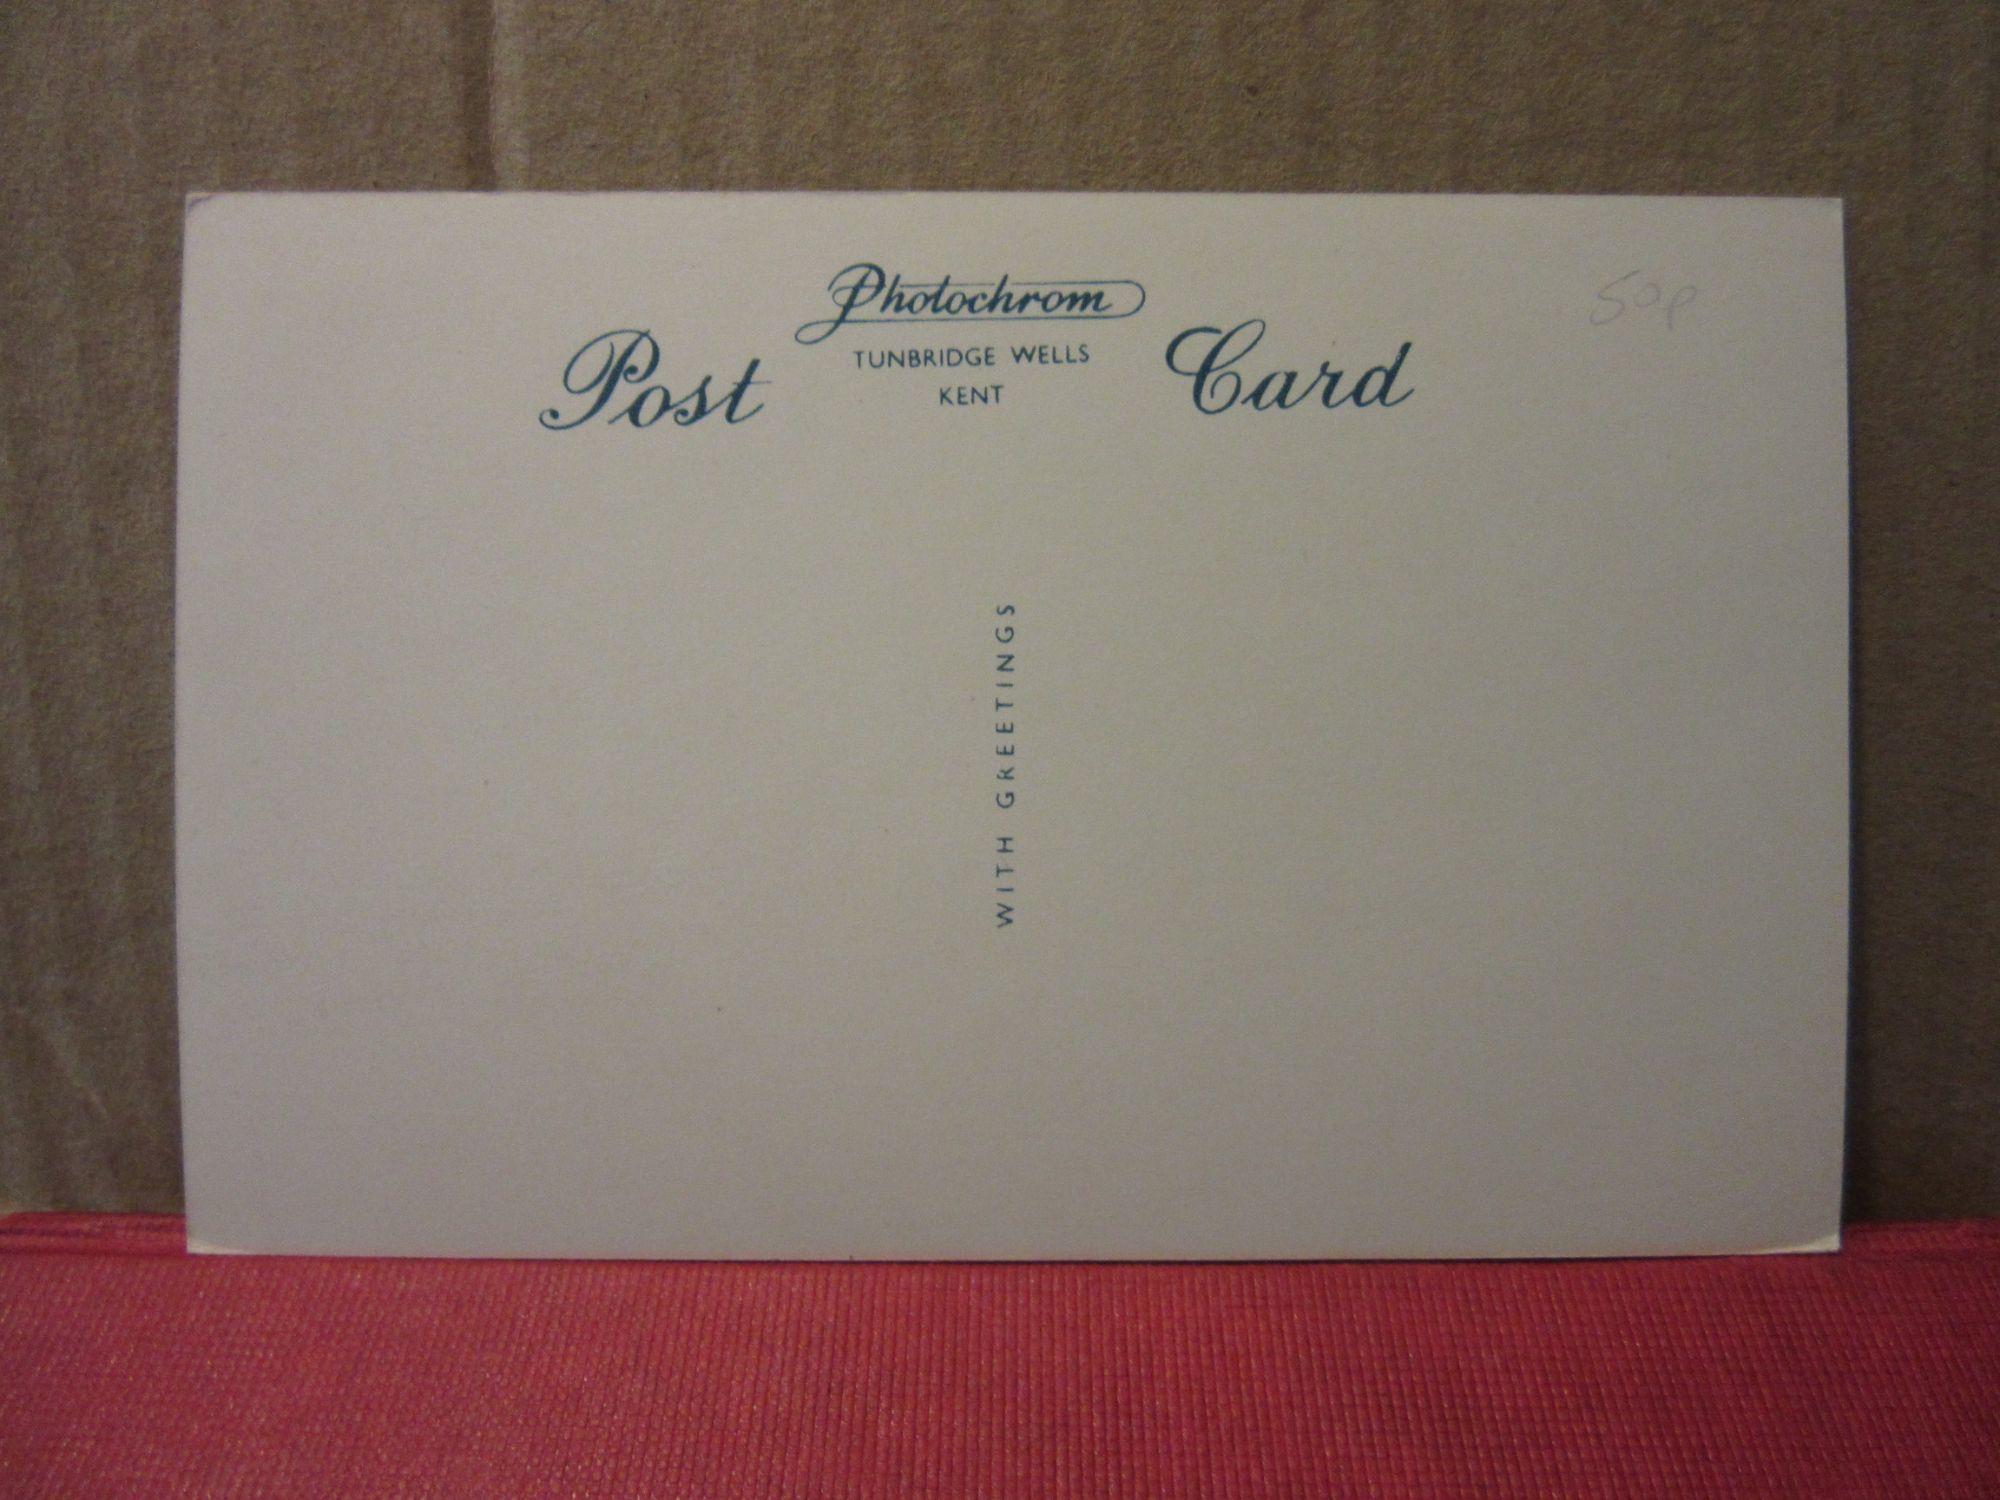 Photochrom
Post Card
TUNBRIDGE WELLS
KENT
50p
WITH GREETINGS